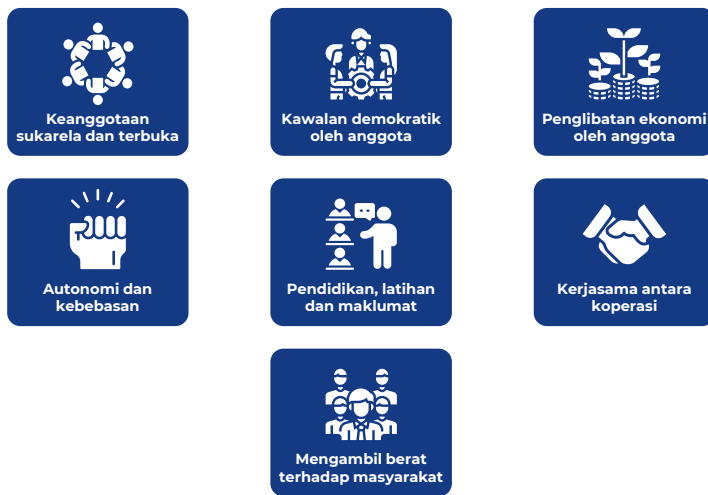 Keanggotaan
sukarela dan terbuka
Kawalan demokratik
oleh anggota
Penglibatan ekonomi
oleh anggota
Autonomi dan
kebebasan
Pendidikan, latihan
dan maklumat
Kerjasama antara
koperasi
Mengambil berat
terhadap masyarakat